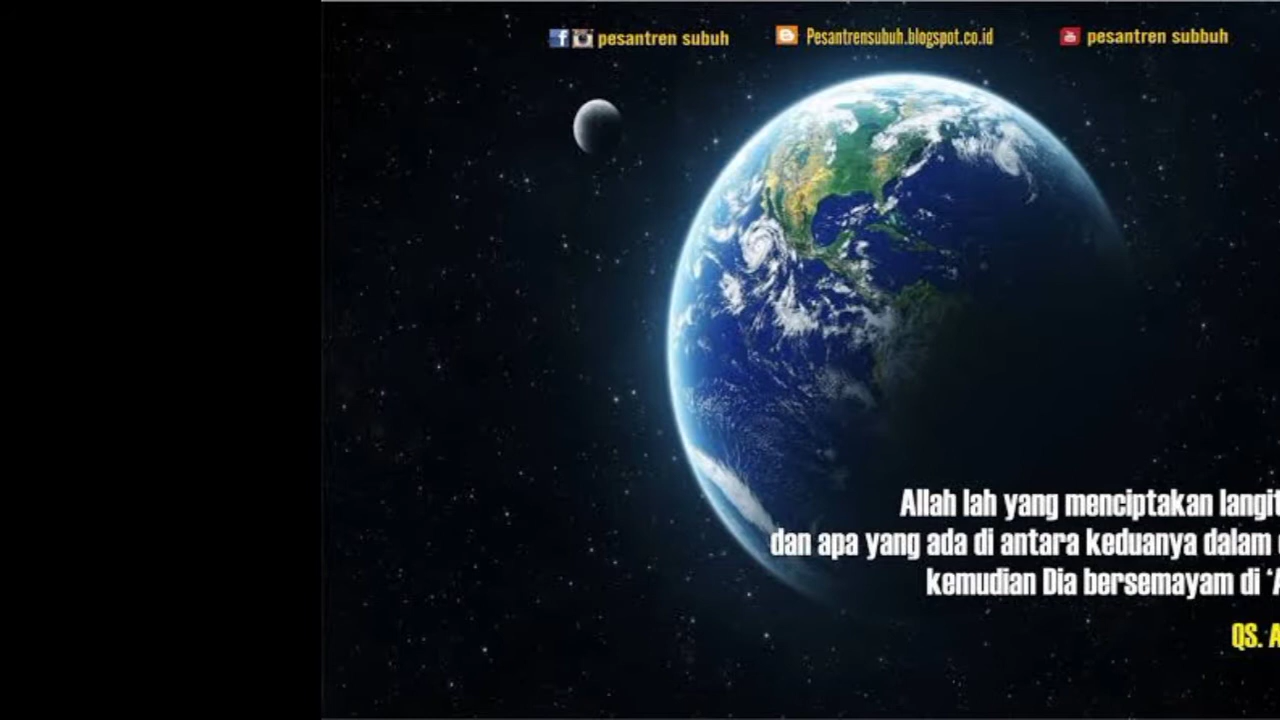 pesantren subuh
Pesantrensubuh.blogspot.co.id
pesantren subbuh
Allah lah yang menciptakan langit
dan apa yang ada di antara keduanya dalam
kemudian Dia bersemayam di ‘A
QS. A